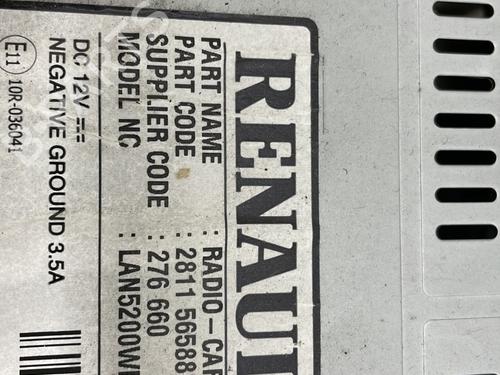 RENAUL
PART NAME : RADIO-CAR
PART CODE : 2811 56588
SUPPLIER CODE : 276 660
MODEL NO : LAN5200W
DC 12V
NEGATIVE GROUND 3.5A
E11 10R-036041